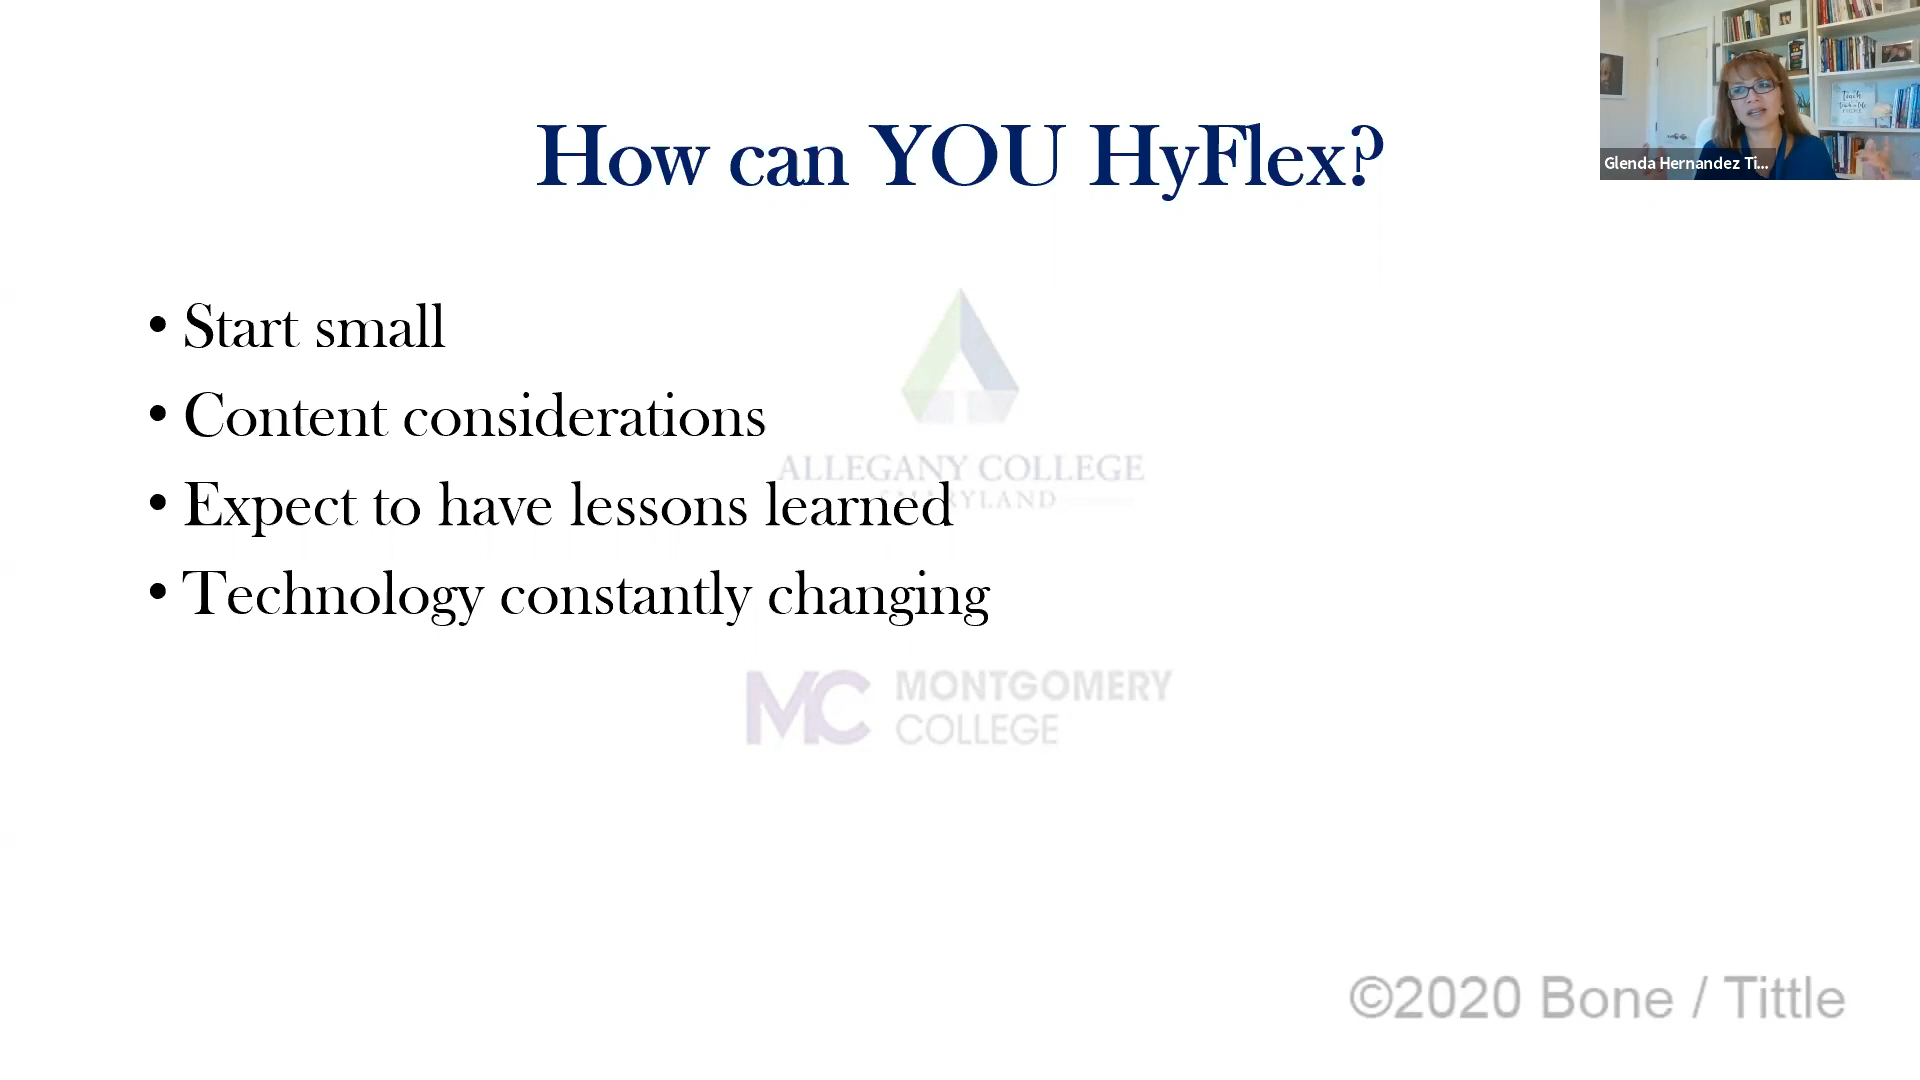 How can YOU HyFlex?
Glenda Hernandez Ti...
• Start small
• Content considerations
ALLEGANY COLLEGE
• Expect to have lessons learned
• Technology constantly changing
MC MONTGOMERY
COLLEGE
©2020 Bone / Tittle